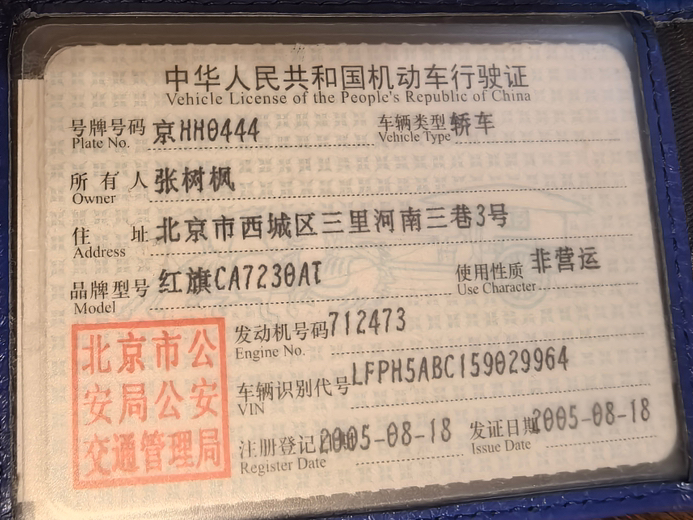 中华人民共和国机动车行驶证
Vehicle License of the People's Republic of China
号牌号码 京HH0444 车辆类型 轿车
Plate No. Vehicle Type
所有人 张树枫
Owner
住址 北京市西城区三里河南三巷3号
Address
品牌型号 红旗CA7230AT 使用性质 非营运
Model Use Character
北京市公安局公安交通管理局
发动机号码 712473
Engine No.
车辆识别代号 LFPH5ABC159029964
VIN
注册登记日期 2005-08-18 发证日期 2005-08-18
Register Date Issue Date